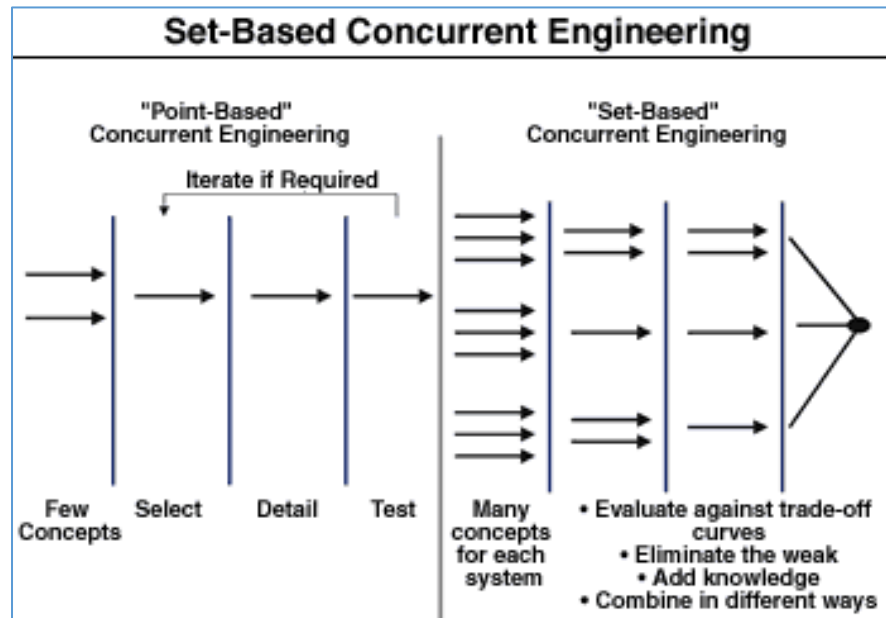 Set-Based Concurrent Engineering
"Point-Based"
Concurrent Engineering
Iterate if Required
Few
Concepts
Select
Detail
Test
"Set-Based"
Concurrent Engineering
Many
concepts
for each
system
• Evaluate against trade-off
curves
• Eliminate the weak
• Add knowledge
• Combine in different ways